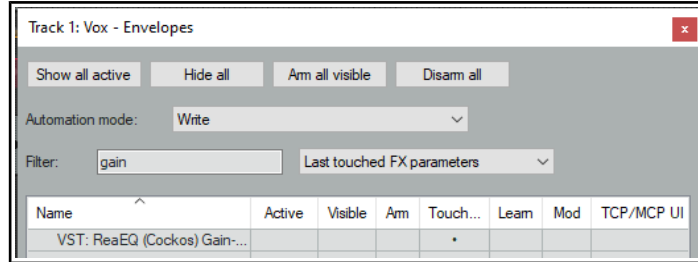 Track 1: Vox - Envelopes x
Show all active Hide all Arm all visible Disarm all
Automation mode: Write
Filter: gain Last touched FX parameters
Name Active Visible Arm Touch... Learn Mod TCP/MCP UI
VST: ReaEQ (Cockos) Gain-... •